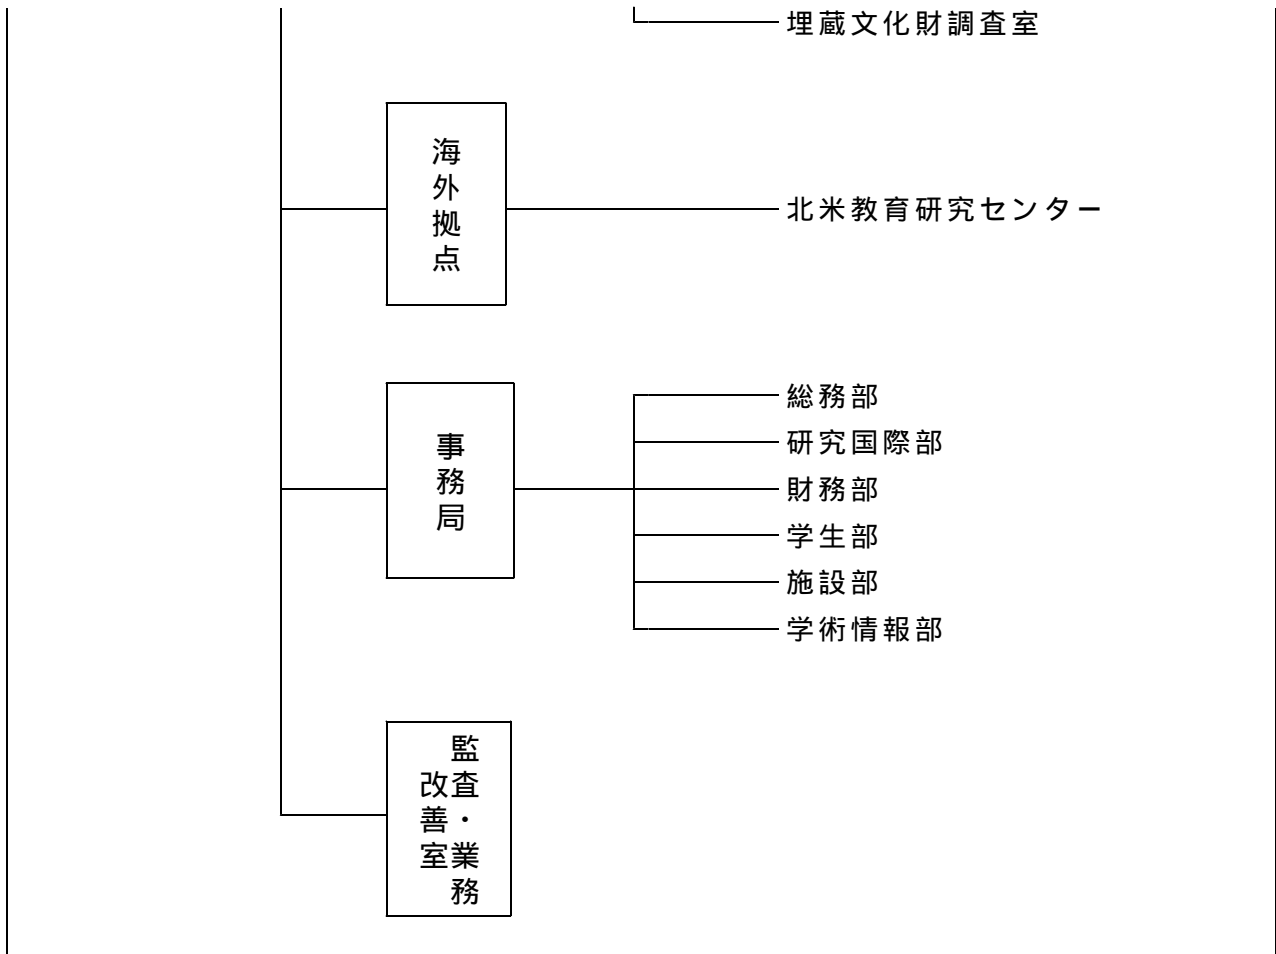 埋蔵文化財調査室
海外拠点
北米教育研究センター
事務局
総務部
研究国際部
財務部
学生部
施設部
学術情報部
監査・業務
改善室